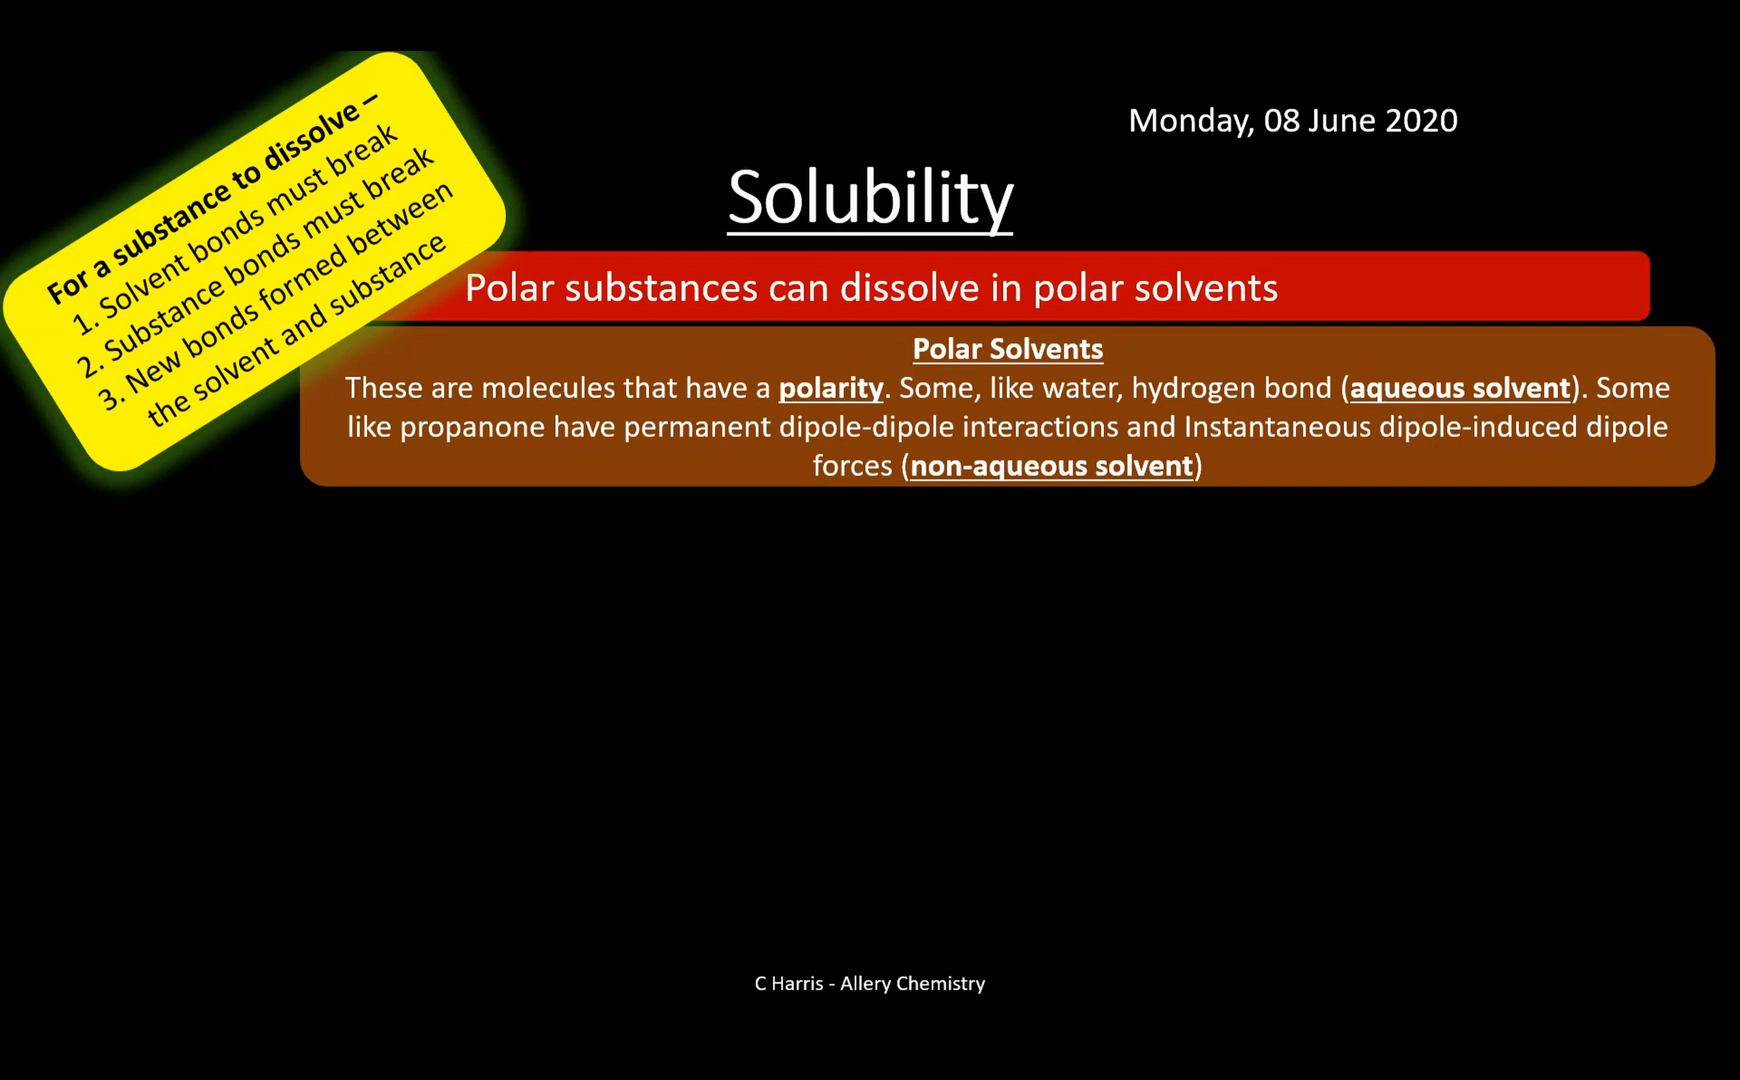 Monday, 08 June 2020
Solubility
For a substance to dissolve –
1. Solvent bonds must break
2. Substance bonds must break
3. New bonds formed between
the solvent and substance
Polar substances can dissolve in polar solvents
Polar Solvents
These are molecules that have a polarity. Some, like water, hydrogen bond (aqueous solvent). Some
like propanone have permanent dipole-dipole interactions and Instantaneous dipole-induced dipole
forces (non-aqueous solvent)
C Harris - Allery Chemistry